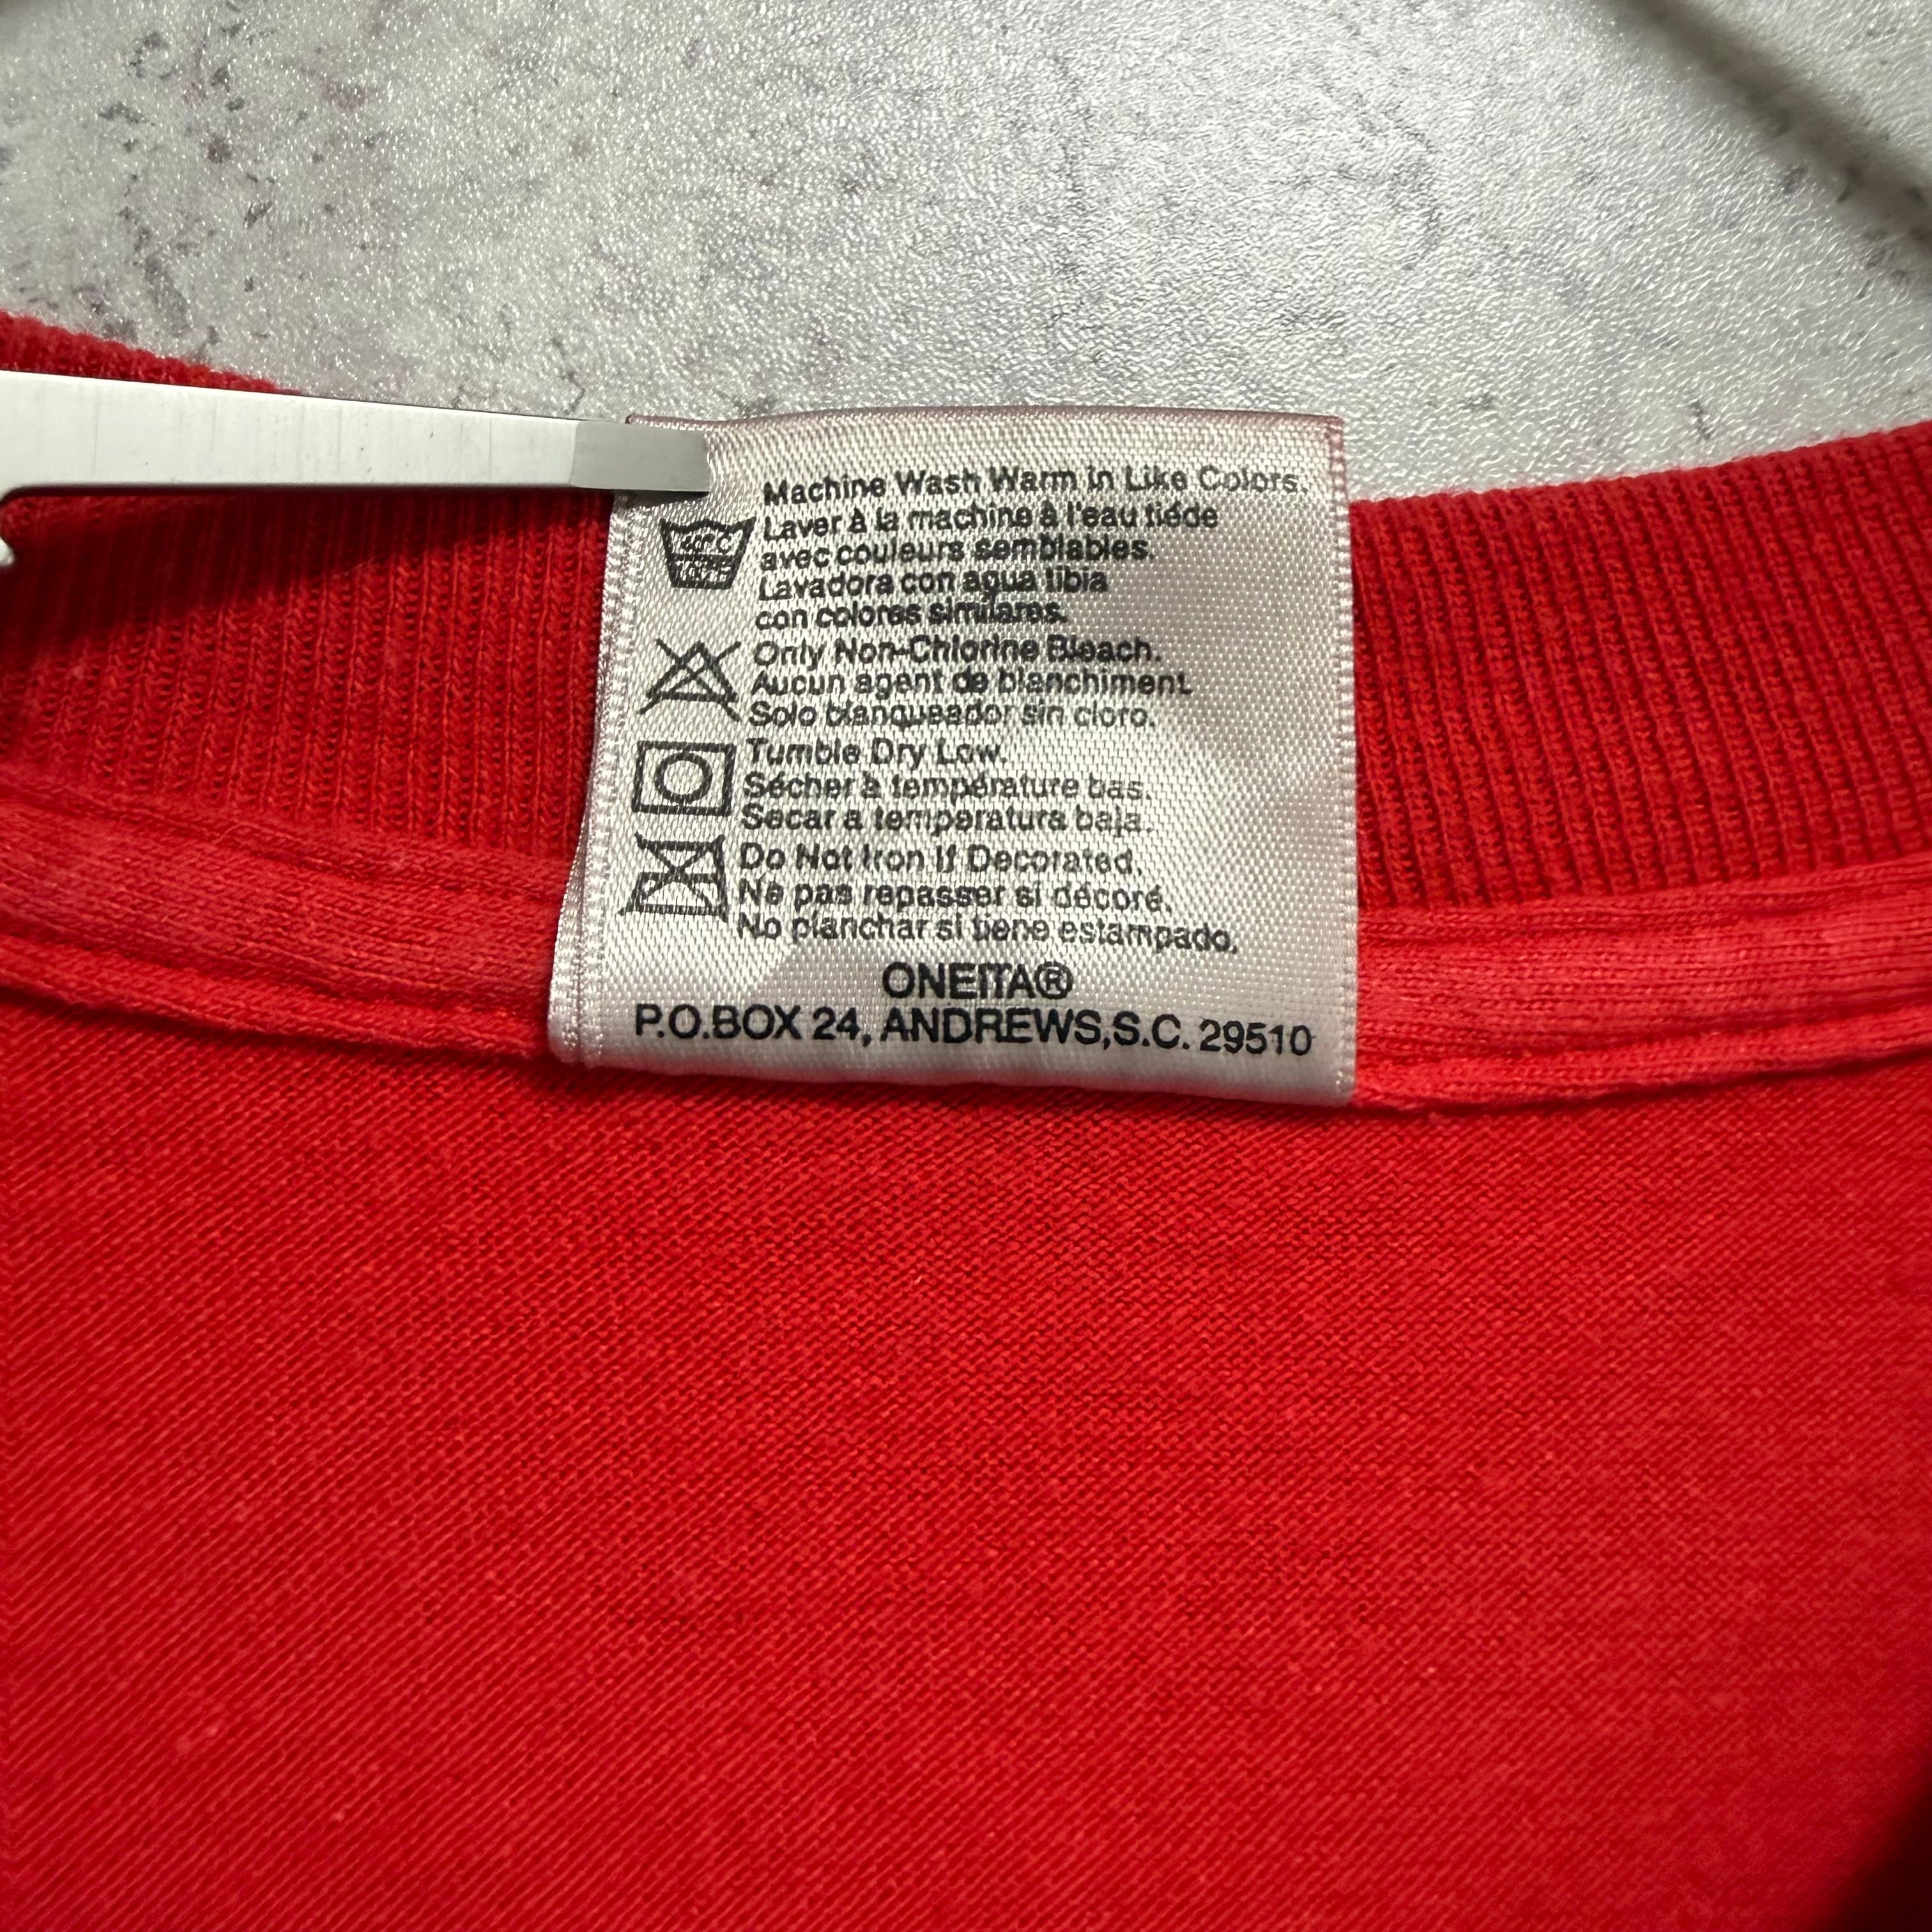 Machine Wash Warm in Like Colors.
Laver à la machine à l'eau tiéde
avec couleurs semblables.
Lavadora con agua tibia
con colores similares.
Only Non-Chlorine Bleach.
Aucun agent de blanchiment.
Solo blanqueador sin cloro.
Tumble Dry Low.
Sécher à température bas.
Secar a temperatura baja.
Do Not Iron If Decorated.
Ne pas repasser si décoré.
No planchar si tiene estampado.
ONEITA®
P.O.BOX 24, ANDREWS,S.C. 29510